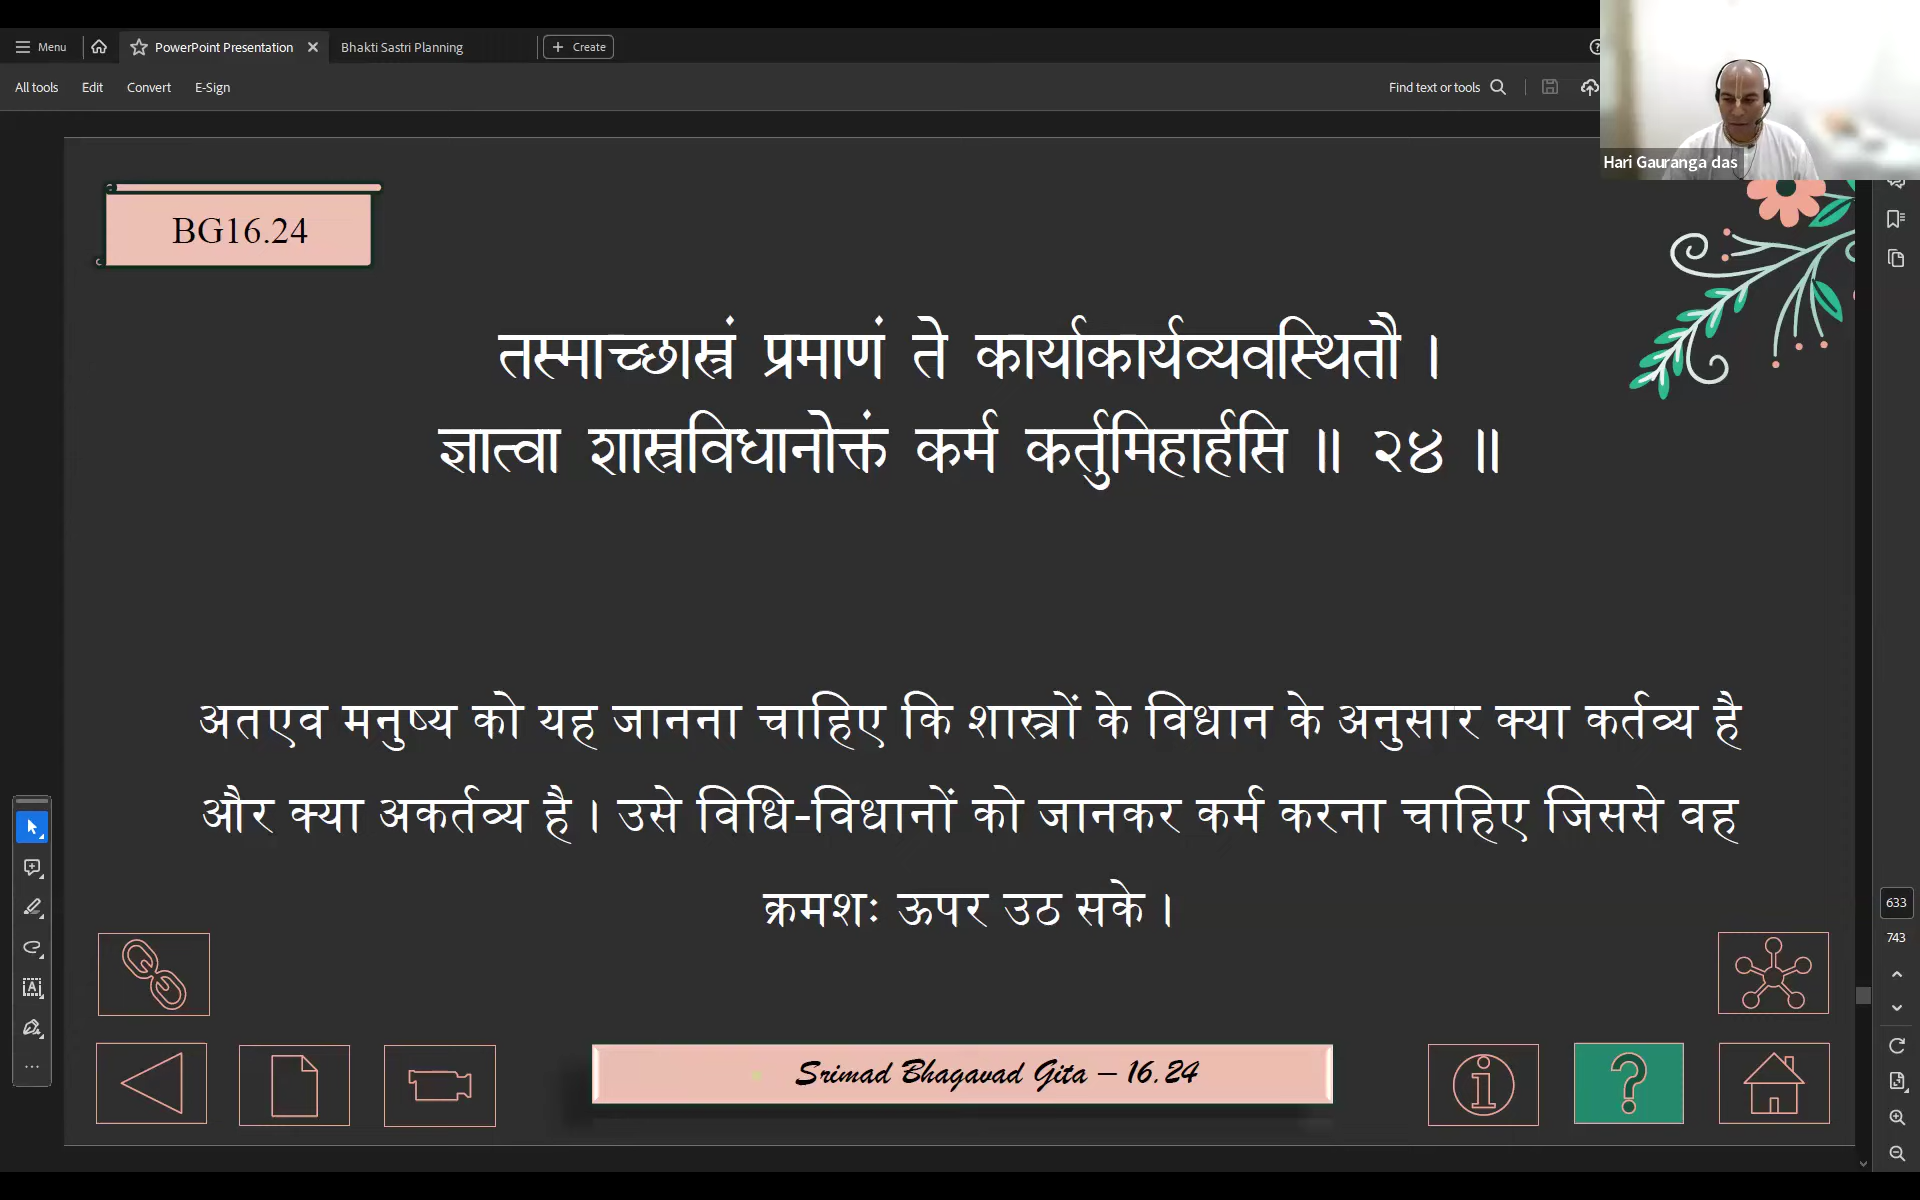 Menu
PowerPoint Presentation
Bhakti Sastri Planning
Create
All tools
Edit
Convert
E-Sign
Find text or tools
Hari Gauranga das
BG16.24
तस्माच्छास्त्रं प्रमाणं ते कार्याकार्यव्यवस्थितौ ।
ज्ञात्वा शास्त्रविधानोक्तं कर्म कर्तुमिहार्हसि ॥ २४ ॥
अतएव मनुष्य को यह जानना चाहिए कि शास्त्रों के विधान के अनुसार क्या कर्तव्य है
और क्या अकर्तव्य है । उसे विधि-विधानों को जानकर कर्म करना चाहिए जिससे वह
क्रमशः ऊपर उठ सके ।
633
743
Srimad Bhagavad Gita – 16.24